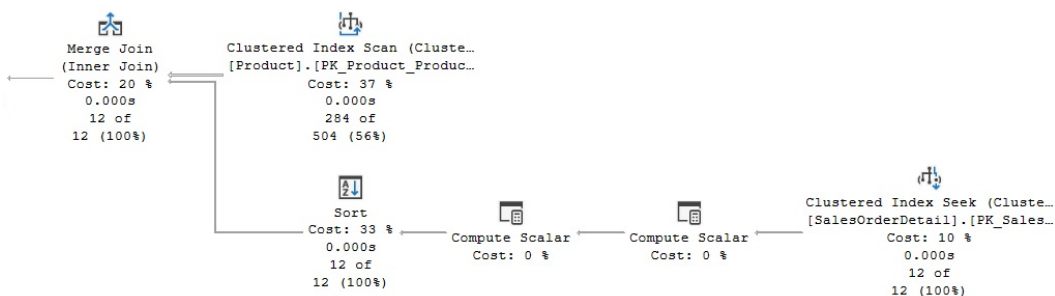 Merge Join
(Inner Join)
Cost: 20 %
0.000s
12 of
12 (100%)
Clustered Index Scan (Cluste…
[Product].[PK_Product_Produc…
Cost: 37 %
0.000s
284 of
504 (56%)
Sort
Cost: 33 %
0.000s
12 of
12 (100%)
Compute Scalar
Cost: 0 %
Compute Scalar
Cost: 0 %
Clustered Index Seek (Cluste…
[SalesOrderDetail].[PK_Sales…
Cost: 10 %
0.000s
12 of
12 (100%)